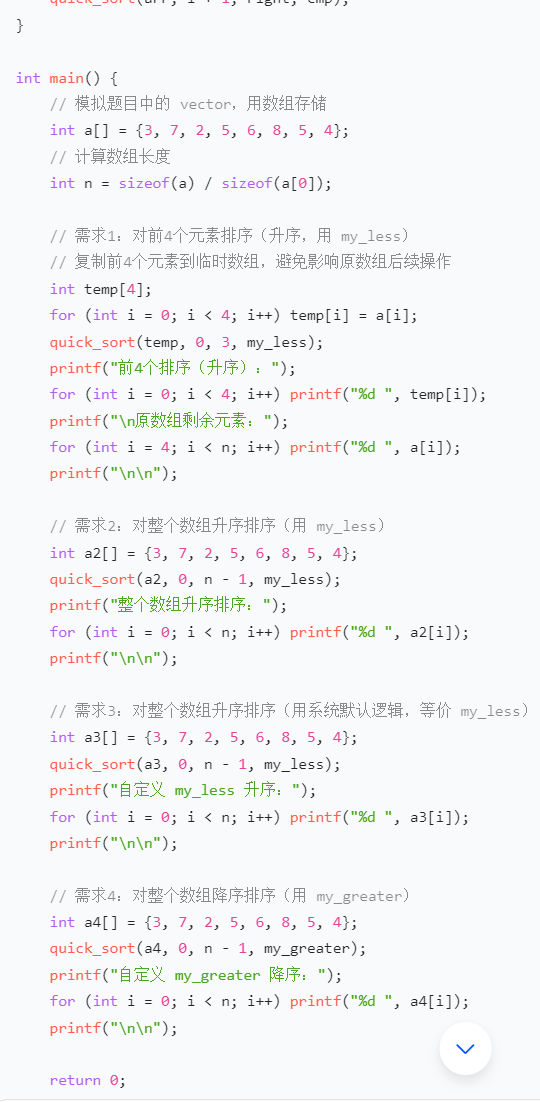 quick_sort(arr, i + 1, right, cmp);
}
int main() {
// 模拟题目中的 vector，用数组存储
int a[] = {3, 7, 2, 5, 6, 8, 5, 4};
// 计算数组长度
int n = sizeof(a) / sizeof(a[0]);
// 需求1：对前4个元素排序（升序，用 my_less）
// 复制前4个元素到临时数组，避免影响原数组后续操作
int temp[4];
for (int i = 0; i < 4; i++) temp[i] = a[i];
quick_sort(temp, 0, 3, my_less);
printf("前4个排序（升序）：");
for (int i = 0; i < 4; i++) printf("%d ", temp[i]);
printf("\n原数组剩余元素：");
for (int i = 4; i < n; i++) printf("%d ", a[i]);
printf("\n\n");
// 需求2：对整个数组升序排序（用 my_less）
int a2[] = {3, 7, 2, 5, 6, 8, 5, 4};
quick_sort(a2, 0, n - 1, my_less);
printf("整个数组升序排序：");
for (int i = 0; i < n; i++) printf("%d ", a2[i]);
printf("\n\n");
// 需求3：对整个数组升序排序（用系统默认逻辑，等价 my_less）
int a3[] = {3, 7, 2, 5, 6, 8, 5, 4};
quick_sort(a3, 0, n - 1, my_less);
printf("自定义 my_less 升序：");
for (int i = 0; i < n; i++) printf("%d ", a3[i]);
printf("\n\n");
// 需求4：对整个数组降序排序（用 my_greater）
int a4[] = {3, 7, 2, 5, 6, 8, 5, 4};
quick_sort(a4, 0, n - 1, my_greater);
printf("自定义 my_greater 降序：");
for (int i = 0; i < n; i++) printf("%d ", a4[i]);
printf("\n\n");
return 0;